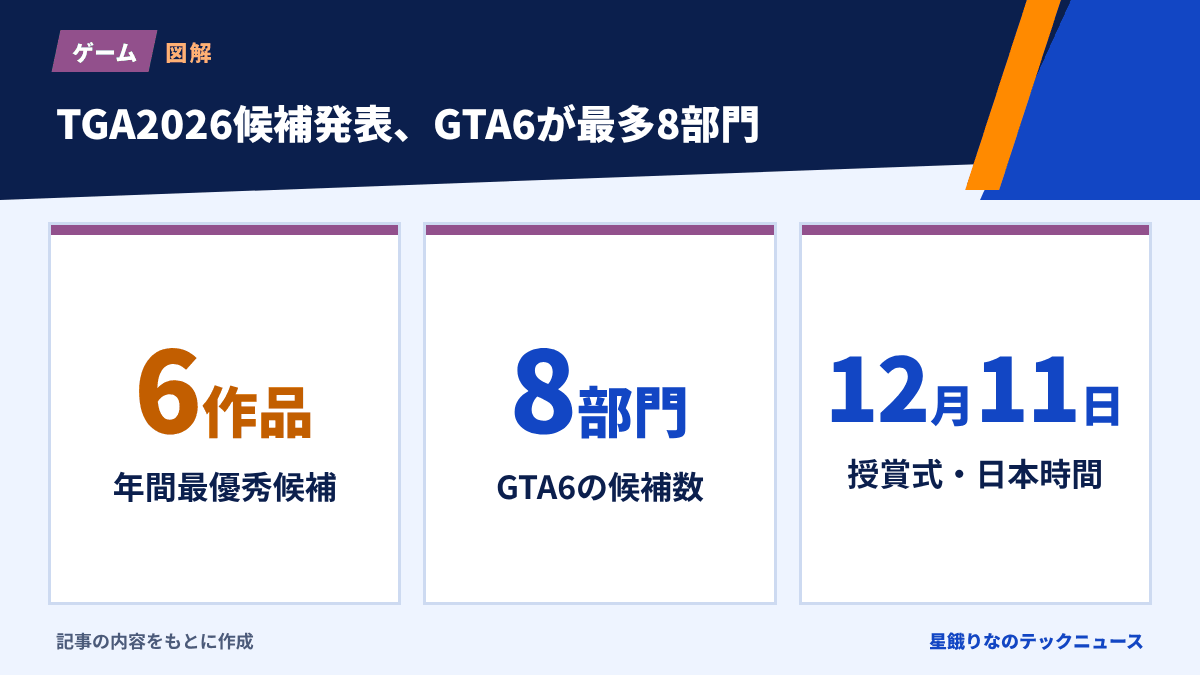 ゲーム 図解
TGA2026候補発表、GTA6が最多8部門
6作品
年間最優秀候補
8部門
GTA6の候補数
12月11日
授賞式・日本時間
記事の内容をもとに作成
星餓りなのテックニュース